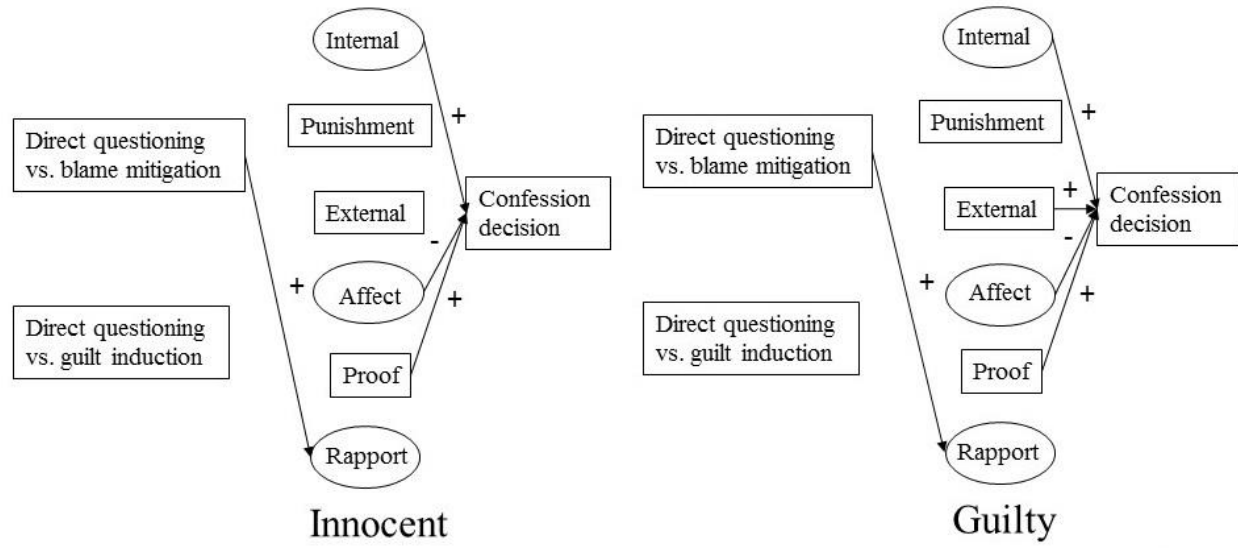 Internal
+
Punishment
Direct questioning
vs. blame mitigation
External
Confession
decision
-
+
Affect
+
Direct questioning
vs. guilt induction
Proof
Rapport
Innocent
Internal
+
Punishment
Direct questioning
vs. blame mitigation
External
+
Confession
decision
-
+
Affect
+
Direct questioning
vs. guilt induction
Proof
Rapport
Guilty